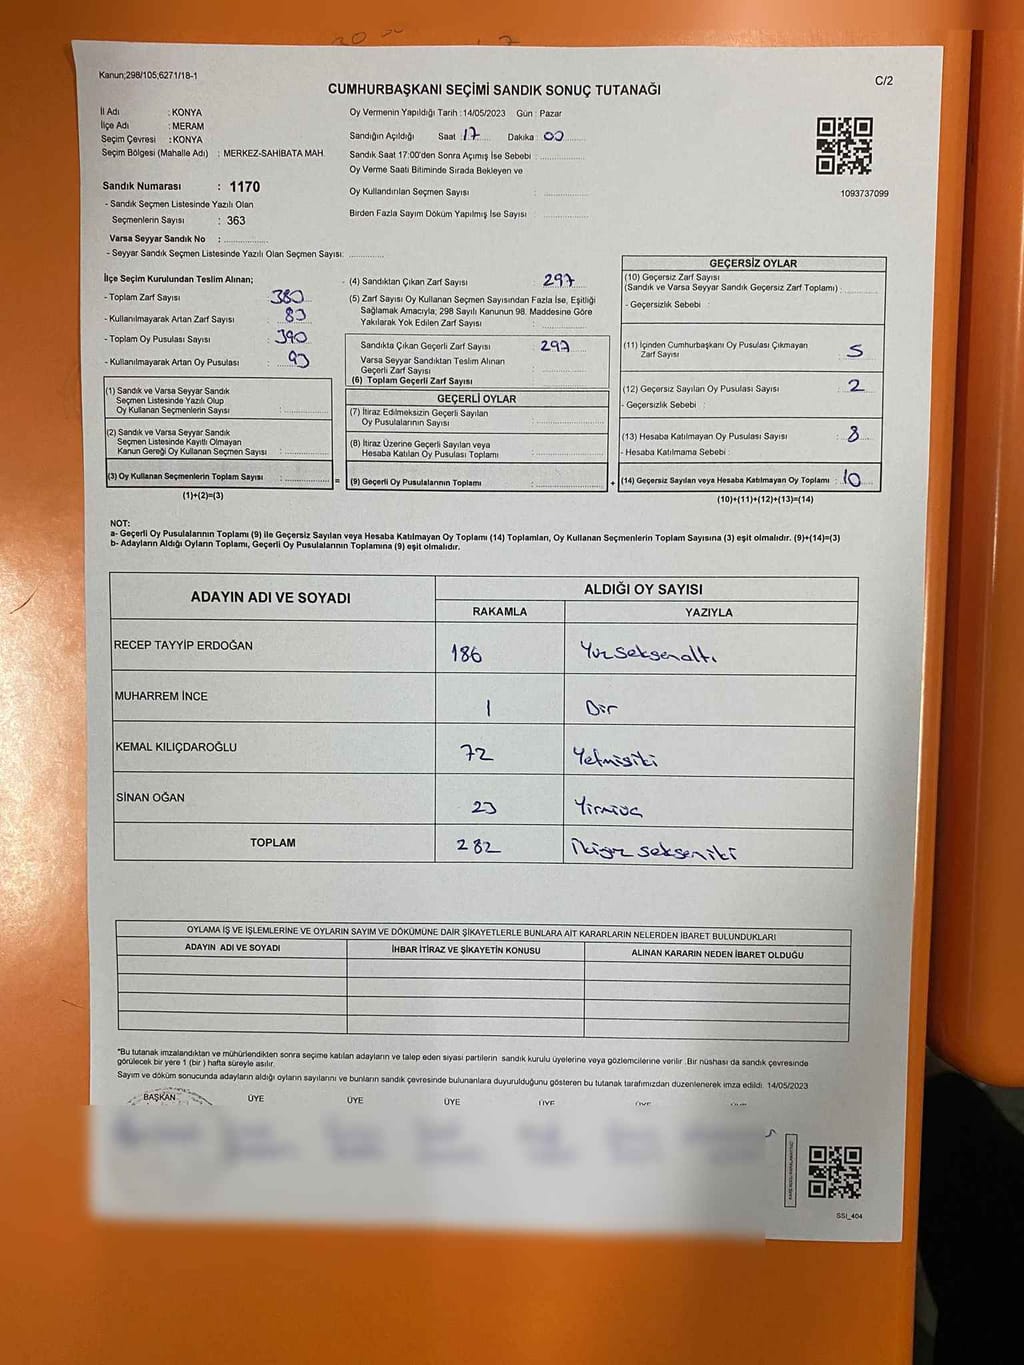 Kanun;298/105;6271/18-1
C/2
CUMHURBAŞKANI SEÇİMİ SANDIK SONUÇ TUTANAĞI
İl Adı : KONYA
İlçe Adı : MERAM
Seçim Çevresi : KONYA
Seçim Bölgesi (Mahalle Adı) : MERKEZ-SAHİBATA MAH.
Sandık Numarası : 1170
- Sandık Seçmen Listesinde Yazılı Olan
Seçmenlerin Sayısı : 363
Varsa Seyyar Sandık No : ..............
- Seyyar Sandık Seçmen Listesinde Yazılı Olan Seçmen Sayısı: ............
Oy Vermenin Yapıldığı Tarih : 14/05/2023 Gün : Pazar
Sandığın Açıldığı Saat : 17 Dakika : 00
Sandık Saat 17:00'den Sonra Açımış İse Sebebi : ..............
Oy Verme Saati Bitiminde Sırada Bekleyen ve
Oy Kullandırılan Seçmen Sayısı : ..............
Birden Fazla Sayım Döküm Yapılmış İse Sayısı : ..............
1093737099
İlçe Seçim Kurulundan Teslim Alınan;
- Toplam Zarf Sayısı : 380
- Kullanılmayarak Artan Zarf Sayısı : 83
- Toplam Oy Pusulası Sayısı : 390
- Kullanılmayarak Artan Oy Pusulası : 93
(1) Sandık ve Varsa Seyyar Sandık
Seçmen Listesinde Yazılı Olup
Oy Kullanan Seçmenlerin Sayısı : ..............
(2) Sandık ve Varsa Seyyar Sandık
Seçmen Listesinde Kayıtlı Olmayan
Kanun Gereği Oy Kullanan Seçmen Sayısı : ..............
(3) Oy Kullanan Seçmenlerin Toplam Sayısı : ..............
(1)+(2)=(3)
=
(4) Sandıktan Çıkan Zarf Sayısı : 297
(5) Zarf Sayısı Oy Kullanan Seçmen Sayısından Fazla İse, Eşitliği
Sağlamak Amacıyla; 298 Sayılı Kanunun 98. Maddesine Göre
Yakılarak Yok Edilen Zarf Sayısı : ..............
Sandıkta Çıkan Geçerli Zarf Sayısı : 297
Varsa Seyyar Sandıktan Teslim Alınan
Geçerli Zarf Sayısı : ..............
(6) Toplam Geçerli Zarf Sayısı
GEÇERLİ OYLAR
(7) İtiraz Edilmeksizin Geçerli Sayılan
Oy Pusulalarının Sayısı : ..............
(8) İtiraz Üzerine Geçerli Sayılan veya
Hesaba Katılan Oy Pusulası Toplamı : ..............
(9) Geçerli Oy Pusulalarının Toplamı : ..............
+
GEÇERSİZ OYLAR
(10) Geçersiz Zarf Sayısı
(Sandık ve Varsa Seyyar Sandık Geçersiz Zarf Toplamı) : ........
- Geçersizlik Sebebi :
(11) İçinden Cumhurbaşkanı Oy Pusulası Çıkmayan
Zarf Sayısı : 5
(12) Geçersiz Sayılan Oy Pusulası Sayısı : 2
- Geçersizlik Sebebi :
(13) Hesaba Katılmayan Oy Pusulası Sayısı : 8
- Hesaba Katılmama Sebebi :
(14) Geçersiz Sayılan veya Hesaba Katılmayan Oy Toplamı : 10
(10)+(11)+(12)+(13)=(14)
NOT:
a- Geçerli Oy Pusulalarının Toplamı (9) ile Geçersiz Sayılan veya Hesaba Katılmayan Oy Toplamı (14) Toplamları, Oy Kullanan Seçmenlerin Toplam Sayısına (3) eşit olmalıdır. (9)+(14)=(3)
b- Adayların Aldığı Oyların Toplamı, Geçerli Oy Pusulalarının Toplamına (9) eşit olmalıdır.
ADAYIN ADI VE SOYADI
ALDIĞI OY SAYISI
RAKAMLA YAZIYLA
RECEP TAYYİP ERDOĞAN 186 Yüzseksenaltı
MUHARREM İNCE 1 Bir
KEMAL KILIÇDAROĞLU 72 Yetmişiki
SİNAN OĞAN 23 Yirmiüç
TOPLAM 282 İkiyüz sekseniki
OYLAMA İŞ VE İŞLEMLERİNE VE OYLARIN SAYIM VE DÖKÜMÜNE DAİR ŞİKAYETLERLE BUNLARA AİT KARARLARIN NELERDEN İBARET BULUNDUKLARI
ADAYIN ADI VE SOYADI İHBAR İTİRAZ VE ŞİKAYETİN KONUSU ALINAN KARARIN NEDEN İBARET OLDUĞU
*Bu tutanak imzalandıktan ve mühürlendikten sonra seçime katılan adayların ve talep eden siyasi partilerin sandık kurulu üyelerine veya gözlemcilerine verilir .Bir nüshası da sandık çevresinde
görülecek bir yere 1 (bir ) hafta süreyle asılır.
Sayım ve döküm sonucunda adayların aldığı oyların sayılarını ve bunların sandık çevresinde bulunanlara duyurulduğunu gösteren bu tutanak tarafımızdan düzenlenerek imza edildi. 14/05/2023
BAŞKAN ÜYE ÜYE ÜYE ÜYE ÜYE
SSI_404